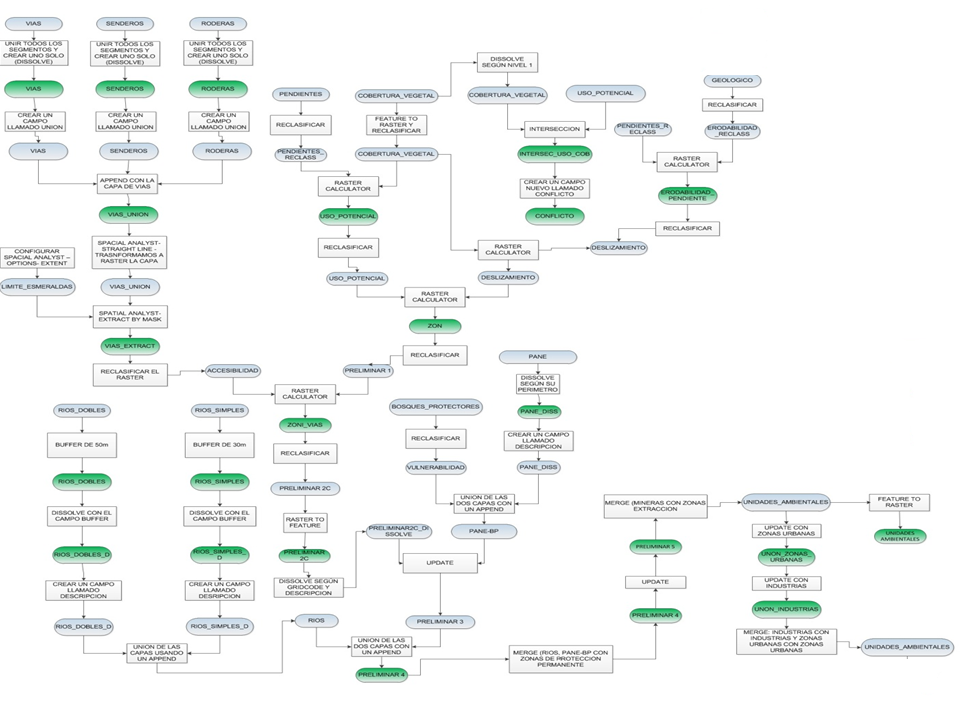 VIAS
UNIR TODOS LOS
SEGMENTOS Y
CREAR UNO SOLO
(DISSOLVE)
VIAS
CREAR UN
CAMPO
LLAMADO UNION
VIAS
SENDEROS
UNIR TODOS LOS
SEGMENTOS Y
CREAR UNO SOLO
(DISSOLVE)
SENDEROS
CREAR UN
CAMPO
LLAMADO UNION
SENDEROS
RODERAS
UNIR TODOS LOS
SEGMENTOS Y
CREAR UNO SOLO
(DISSOLVE)
RODERAS
CREAR UN
CAMPO
LLAMADO UNION
RODERAS
APPEND CON LA
CAPA DE VIAS
VIAS_UNION
SPACIAL ANALYST-
STRAIGHT LINE -
TRASNFORMAMOS A
RASTER LA CAPA
VIAS_UNION
CONFIGURAR
SPACIAL ANALYST –
OPTIONS- EXTENT
LIMITE_ESMERALDAS
SPATIAL ANALYST-
EXTRACT BY MASK
VIAS_EXTRACT
RECLASIFICAR EL
RASTER
ACCESIBILIDAD
PENDIENTES
RECLASIFICAR
PENDIENTES
_RECLASS
COBERTURA_VEGETAL
FEATURE TO
RASTER Y
RECLASIFICAR
COBERTURA_VEGETAL
RASTER
CALCULATOR
USO_POTENCIAL
RECLASIFICAR
USO_POTENCIAL
DISSOLVE
SEGÚN NIVEL 1
COBERTURA_VEGETAL
USO_POTENCIAL
INTERSECCION
INTERSEC_USO_COB
CREAR UN CAMPO
NUEVO LLAMADO
CONFLICTO
CONFLICTO
GEOLOGICO
RECLASIFICAR
ERODABILIDAD
_RECLASS
PENDIENTES_R
ECLASS
RASTER
CALCULATOR
ERODABILIDAD_
PENDIENTE
RECLASIFICAR
DESLIZAMIENTO
RASTER
CALCULATOR
DESLIZAMIENTO
RASTER
CALCULATOR
ZON
RECLASIFICAR
PRELIMINAR 1
RASTER
CALCULATOR
ZONI_VIAS
RECLASIFICAR
PRELIMINAR 2C
RASTER TO
FEATURE
PRELIMINAR
2C
DISSOLVE SEGÚN
GRIDCODE Y
DESCRIPCION
PRELIMINAR2C_DI
SSOLVE
BOSQUES_PROTECTORES
RECLASIFICAR
VULNERABILIDAD
PANE
DISSOLVE
SEGÚN SU
PERIMETRO
PANE_DISS
CREAR UN CAMPO
LLAMADO
DESCRIPCION
PANE_DISS
UNION DE LAS
DOS CAPAS CON
UN APPEND
PANE-BP
UPDATE
PRELIMINAR 3
RIOS_DOBLES
BUFFER DE 50m
RIOS_DOBLES
DISSOLVE CON EL
CAMPO BUFFER
RIOS_DOBLES_D
CREAR UN CAMPO
LLAMADO
DESCRIPCION
RIOS_DOBLES_D
RIOS_SIMPLES
BUFFER DE 30m
RIOS_SIMPLES
DISSOLVE CON EL
CAMPO BUFFER
RIOS_SIMPLES_
D
CREAR UN CAMPO
LLAMADO
DESRIPCION
RIOS_SIMPLES_D
UNION DE LAS
CAPAS USANDO
UN APPEND
RIOS
UNION DE LAS
DOS CAPAS CON
UN APPEND
PRELIMINAR 4
MERGE (RIOS, PANE-BP CON
ZONAS DE PROTECCION
PERMANENTE
PRELIMINAR 4
UPDATE
PRELIMINAR 5
MERGE (MINERAS CON ZONAS
EXTRACCION
UNIDADES_AMBIENTALES
FEATURE TO
RASTER
UNIDADES
AMBIENTALES
UPDATE CON
ZONAS URBANAS
UNON_ZONAS_
URBANAS
UPDATE CON
INDUSTRIAS
UNON_INDUSTRIAS
MERGE: INDUSTRIAS CON
INDUSTRIAS Y ZONAS
URBANAS CON ZONAS
URBANAS
UNIDADES_AMBIENTALES